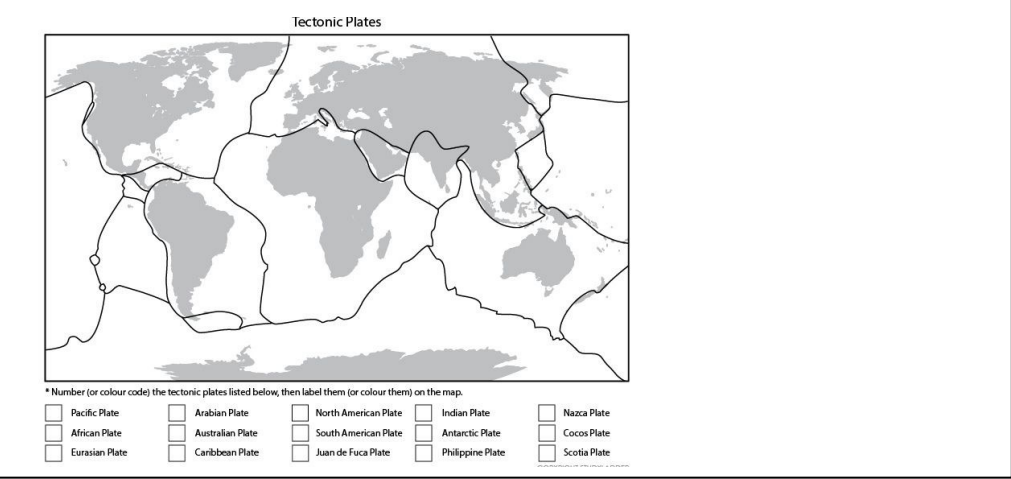 Tectonic Plates
* Number (or colour code) the tectonic plates listed below, then label them (or colour them) on the map.
Pacific Plate Arabian Plate North American Plate Indian Plate Nazca Plate
African Plate Australian Plate South American Plate Antarctic Plate Cocos Plate
Eurasian Plate Caribbean Plate Juan de Fuca Plate Philippine Plate Scotia Plate